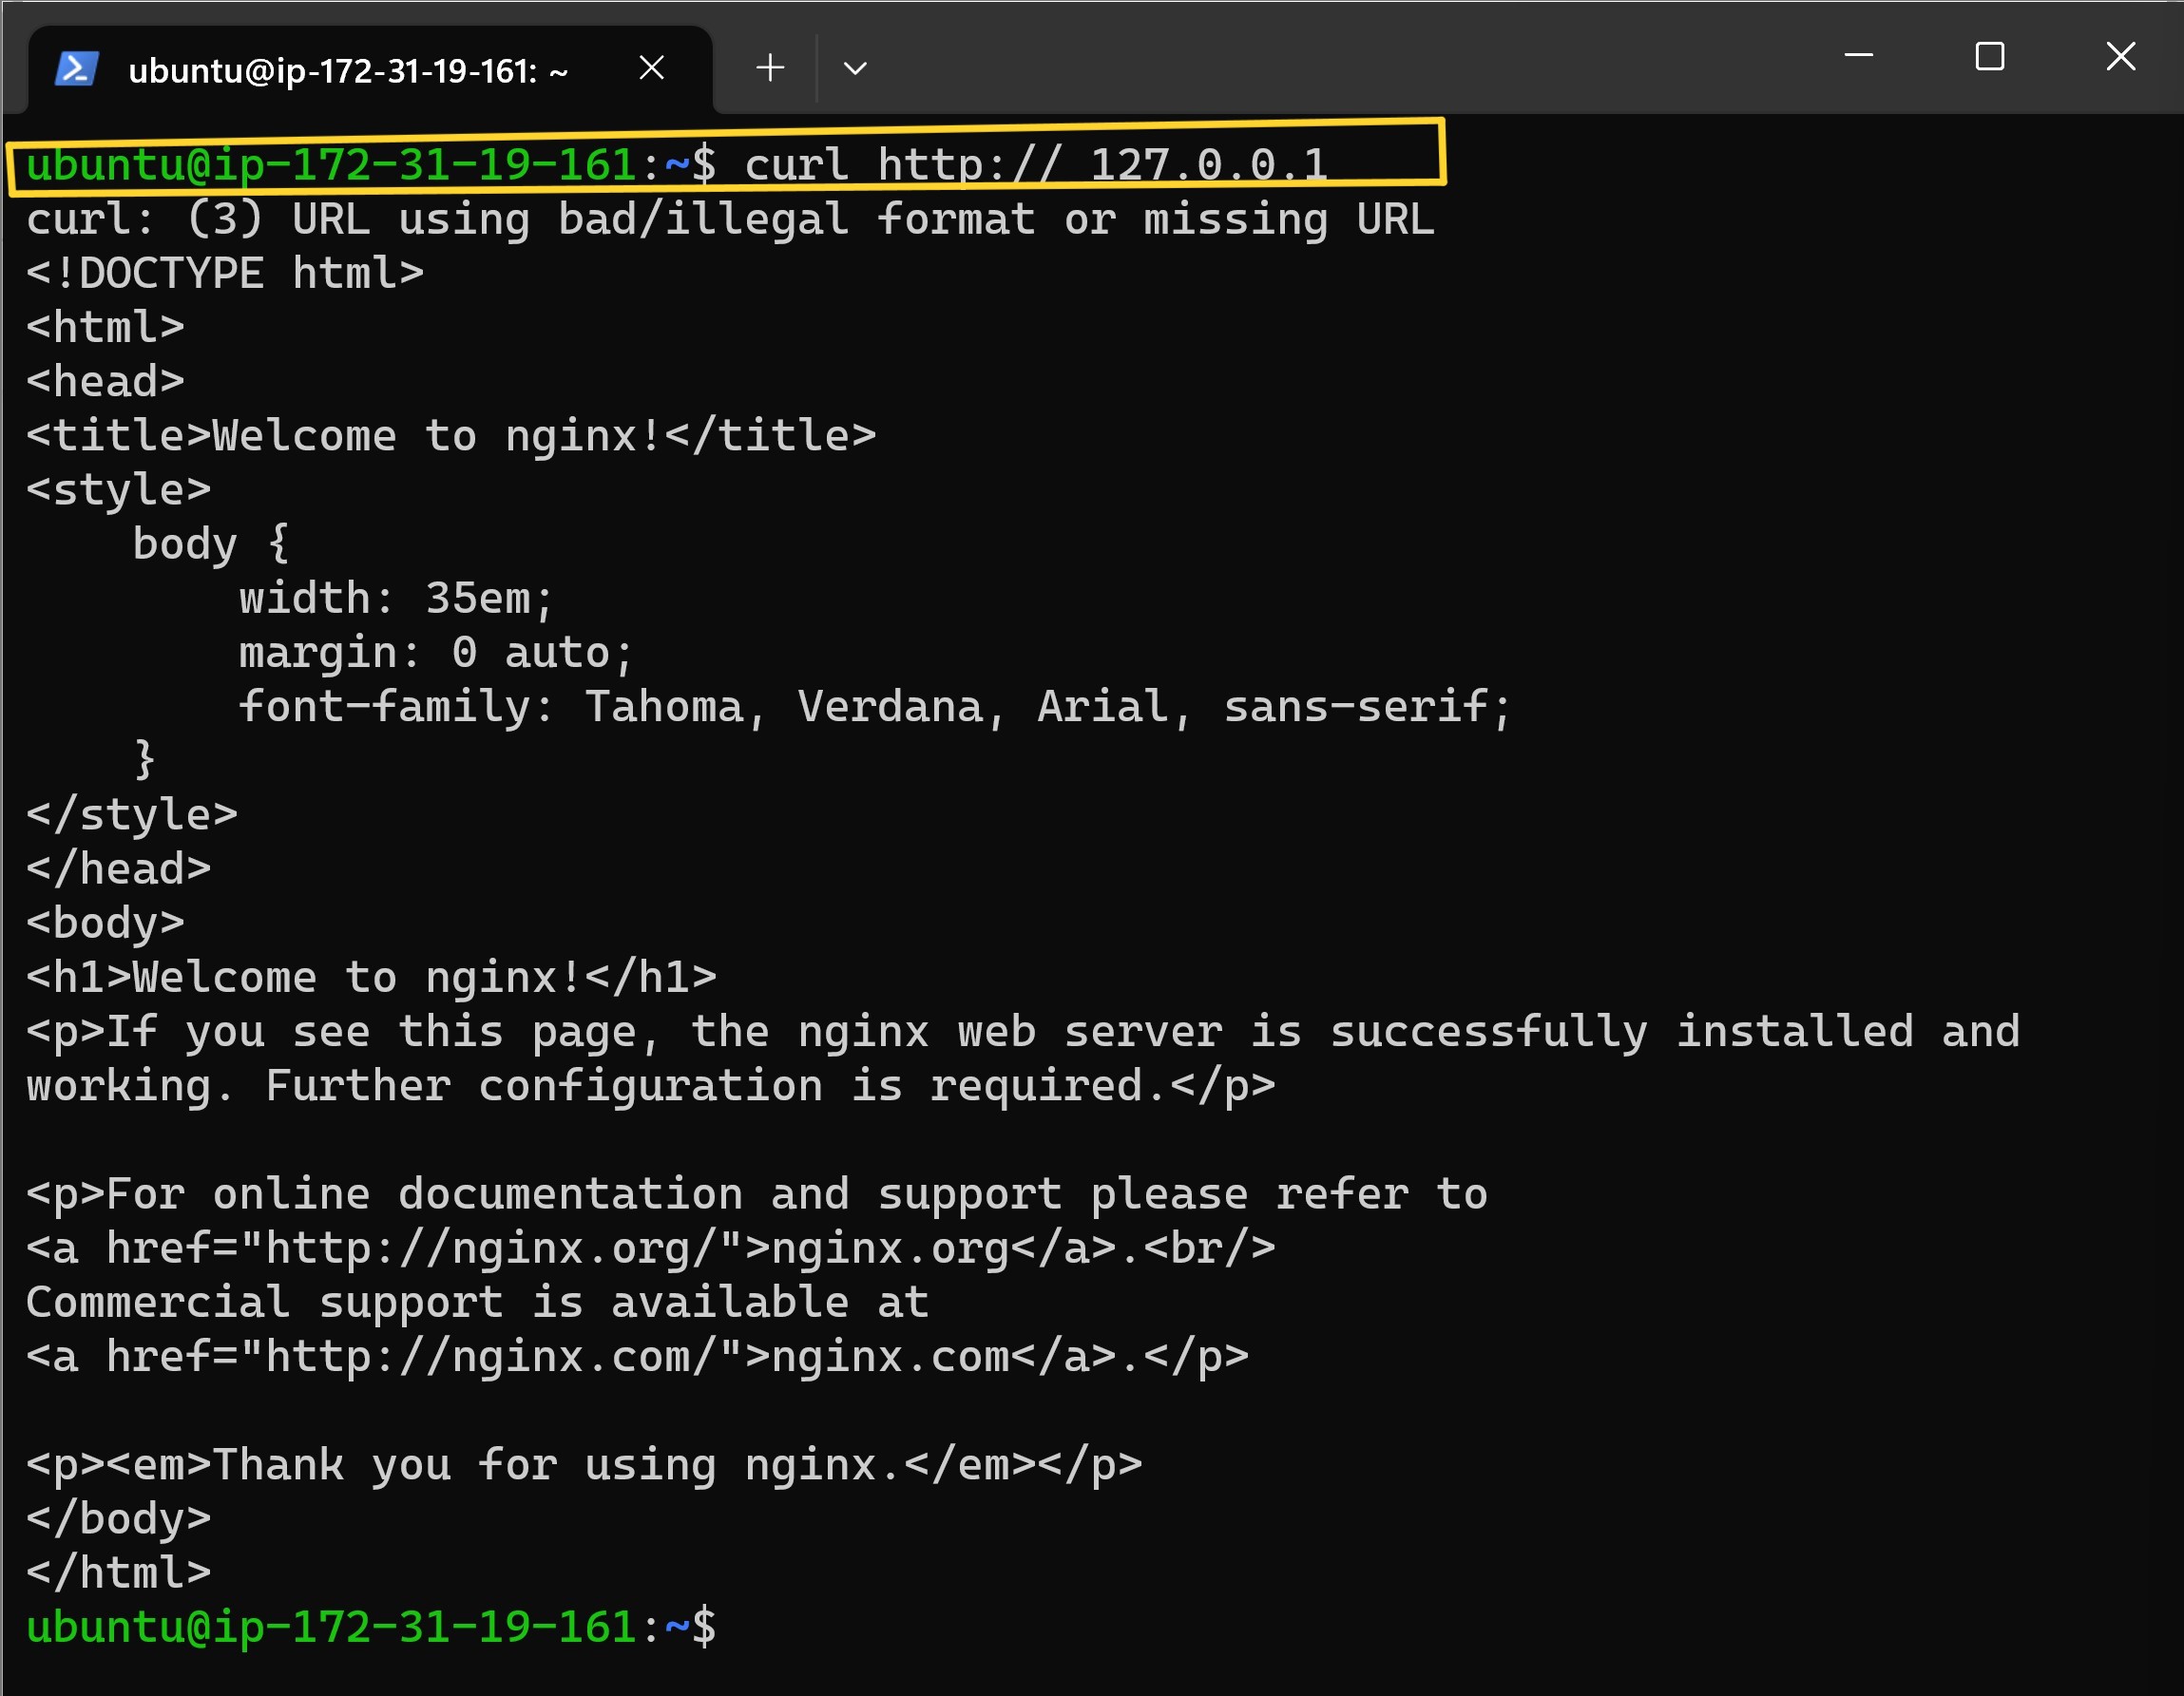 ubuntu@ip-172-31-19-161: ~
ubuntu@ip-172-31-19-161:~$ curl http:// 127.0.0.1
curl: (3) URL using bad/illegal format or missing URL
<!DOCTYPE html>
<html>
<head>
<title>Welcome to nginx!</title>
<style>
    body {
        width: 35em;
        margin: 0 auto;
        font-family: Tahoma, Verdana, Arial, sans-serif;
    }
</style>
</head>
<body>
<h1>Welcome to nginx!</h1>
<p>If you see this page, the nginx web server is successfully installed and
working. Further configuration is required.</p>

<p>For online documentation and support please refer to
<a href="http://nginx.org/">nginx.org</a>.<br/>
Commercial support is available at
<a href="http://nginx.com/">nginx.com</a>.</p>

<p><em>Thank you for using nginx.</em></p>
</body>
</html>
ubuntu@ip-172-31-19-161:~$